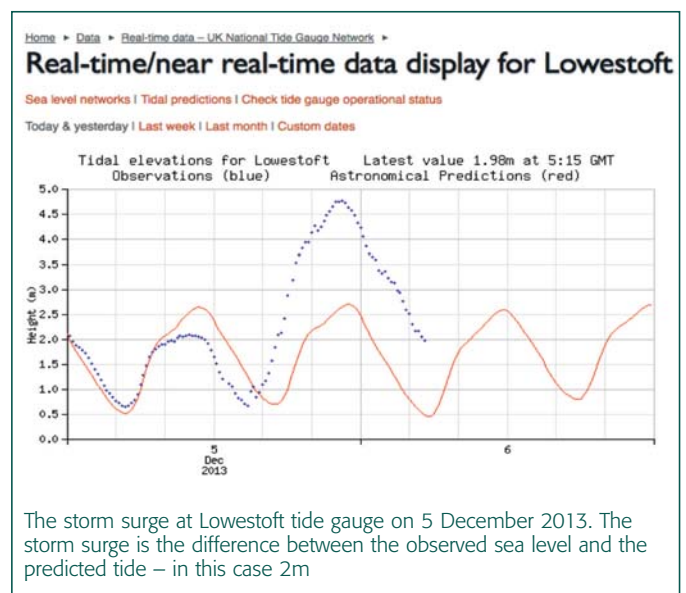 Home ▸ Data ▸ Real-time data – UK National Tide Gauge Network ▸
Real-time/near real-time data display for Lowestoft
Sea level networks | Tidal predictions | Check tide gauge operational status
Today & yesterday | Last week | Last month | Custom dates
Tidal elevations for Lowestoft Latest value 1.98m at 5:15 GMT
Observations (blue) Astronomical Predictions (red)
5.0
4.5
4.0
3.5
3.0
2.5
2.0
1.5
1.0
0.5
0.0
Height (m)
5 6
Dec
2013
The storm surge at Lowestoft tide gauge on 5 December 2013. The
storm surge is the difference between the observed sea level and the
predicted tide – in this case 2m